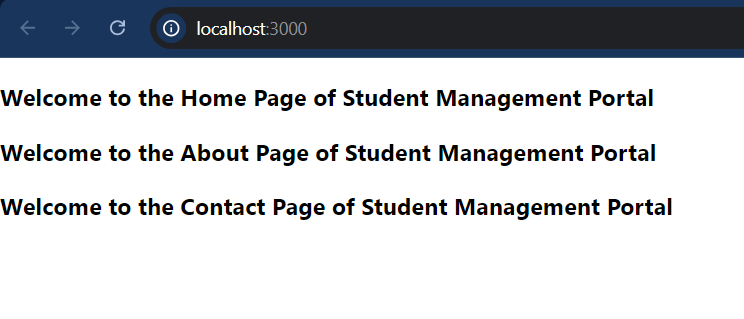 localhost:3000
Welcome to the Home Page of Student Management Portal
Welcome to the About Page of Student Management Portal
Welcome to the Contact Page of Student Management Portal